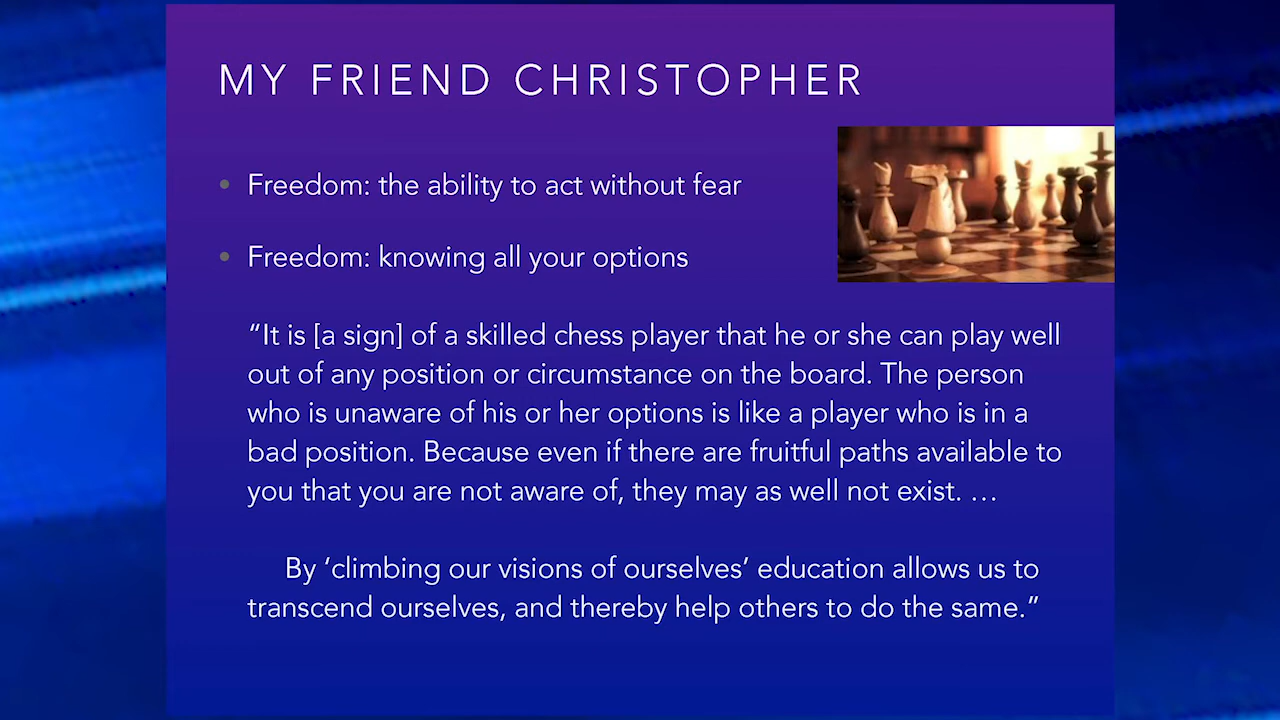 MY FRIEND CHRISTOPHER
• Freedom: the ability to act without fear
• Freedom: knowing all your options
“It is [a sign] of a skilled chess player that he or she can play well
out of any position or circumstance on the board. The person
who is unaware of his or her options is like a player who is in a
bad position. Because even if there are fruitful paths available to
you that you are not aware of, they may as well not exist. …
By ‘climbing our visions of ourselves’ education allows us to
transcend ourselves, and thereby help others to do the same.”